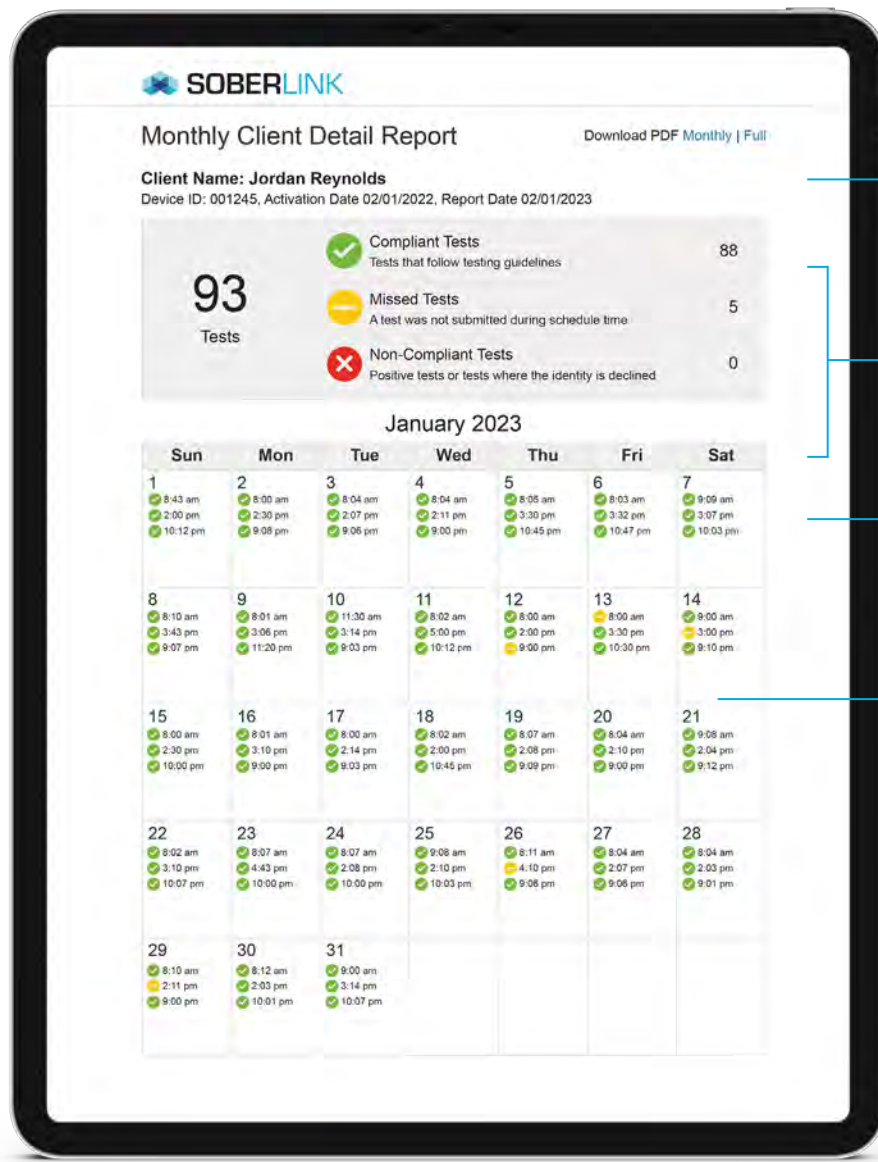 SOBERLINK
Monthly Client Detail Report
Download PDF Monthly | Full
Client Name: Jordan Reynolds
Device ID: 001245, Activation Date 02/01/2022, Report Date 02/01/2023
93
Tests
Compliant Tests
Tests that follow testing guidelines
88
Missed Tests
A test was not submitted during schedule time
5
Non-Compliant Tests
Positive tests or tests where the identity is declined
0
January 2023
Sun Mon Tue Wed Thu Fri Sat
1 2 3 4 5 6 7
8:43 am 8:00 am 8:04 am 8:04 am 8:05 am 8:03 am 9:09 am
2:00 pm 2:30 pm 2:07 pm 2:11 pm 3:30 pm 3:32 pm 3:07 pm
10:12 pm 9:08 pm 9:06 pm 9:00 pm 10:45 pm 10:47 pm 10:03 pm
8 9 10 11 12 13 14
8:10 am 8:01 am 11:30 am 8:02 am 8:00 am 8:00 am 9:00 am
3:43 pm 3:06 pm 3:14 pm 5:00 pm 2:00 pm 3:30 pm 3:00 pm
9:07 pm 11:20 pm 9:03 pm 10:12 pm 9:00 pm 10:30 pm 9:10 pm
15 16 17 18 19 20 21
8:00 am 8:01 am 8:00 am 8:02 am 8:07 am 8:04 am 9:08 am
2:30 pm 3:10 pm 2:14 pm 2:00 pm 2:08 pm 2:10 pm 2:04 pm
10:00 pm 9:00 pm 9:03 pm 10:45 pm 9:09 pm 9:00 pm 9:12 pm
22 23 24 25 26 27 28
8:02 am 8:07 am 8:07 am 9:08 am 8:11 am 8:04 am 8:04 am
3:10 pm 4:43 pm 2:08 pm 2:10 pm 4:10 pm 2:07 pm 2:03 pm
10:07 pm 10:00 pm 10:00 pm 10:03 pm 9:06 pm 9:06 pm 9:01 pm
29 30 31
8:10 am 8:12 am 9:00 am
2:11 pm 2:03 pm 3:14 pm
9:00 pm 10:01 pm 10:07 pm